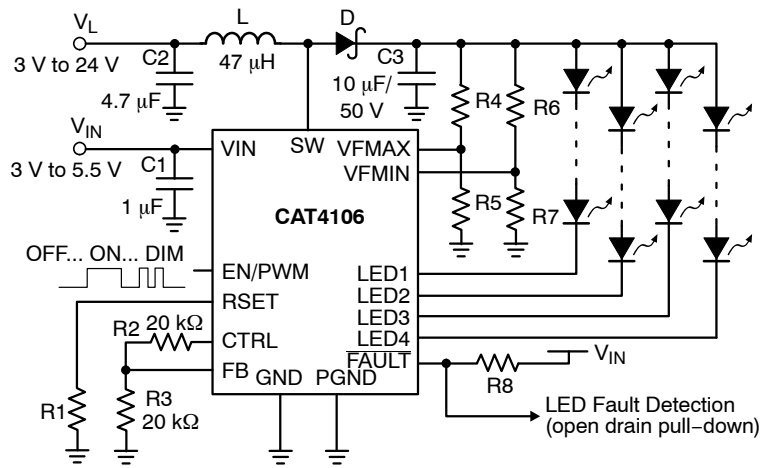 VL
L
D
C2
C3
3 V to 24 V
47 μH
4.7 μF
10 μF/
50 V
R4
R6
VIN
3 V to 5.5 V
C1
1 μF
VIN
SW
VFMAX
VFMIN
CAT4106
R5
R7
OFF... ON... DIM
EN/PWM
LED1
RSET
LED2
LED3
R2
20 kΩ
CTRL
LED4
FAULT
VIN
FB
GND
PGND
R8
R1
R3
20 kΩ
LED Fault Detection
(open drain pull−down)